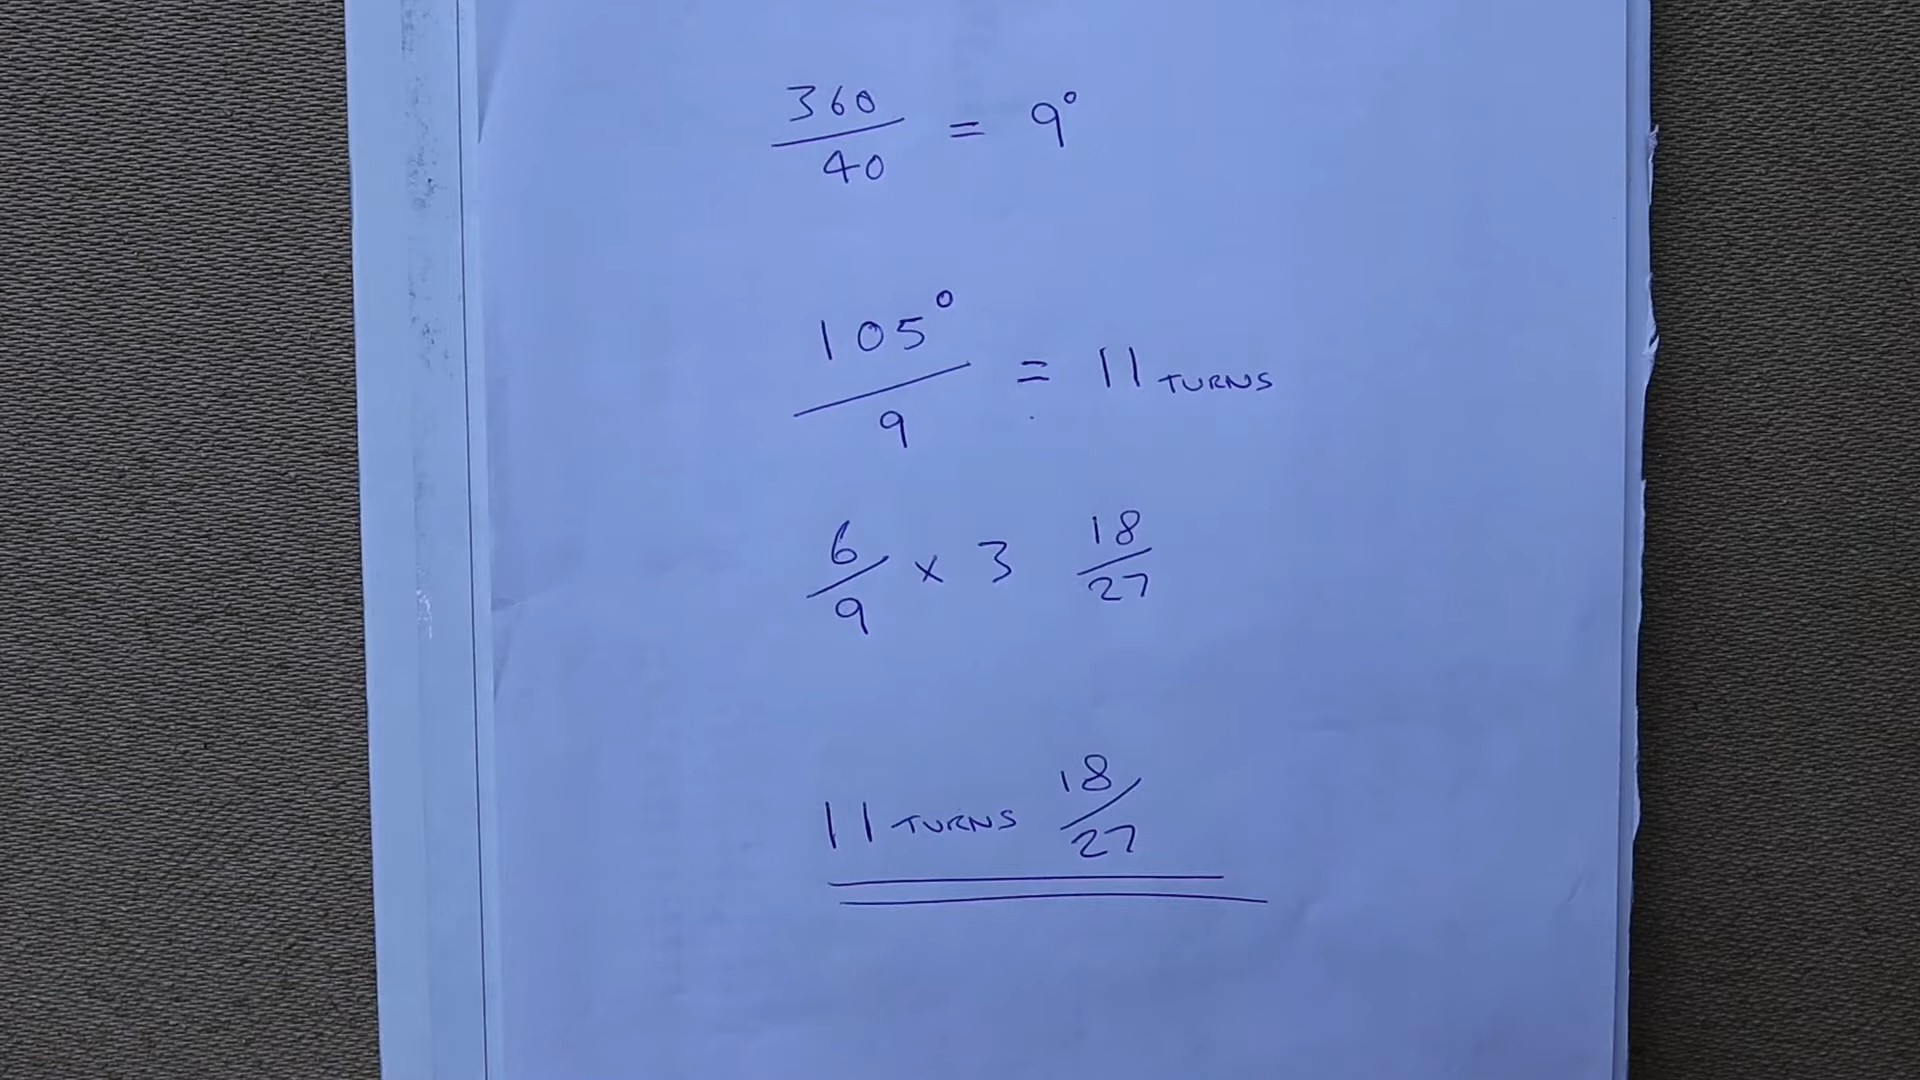 360/40 = 9°
105°/9 = 11 TURNS
6/9 x 3 18/27
11 TURNS 18/27